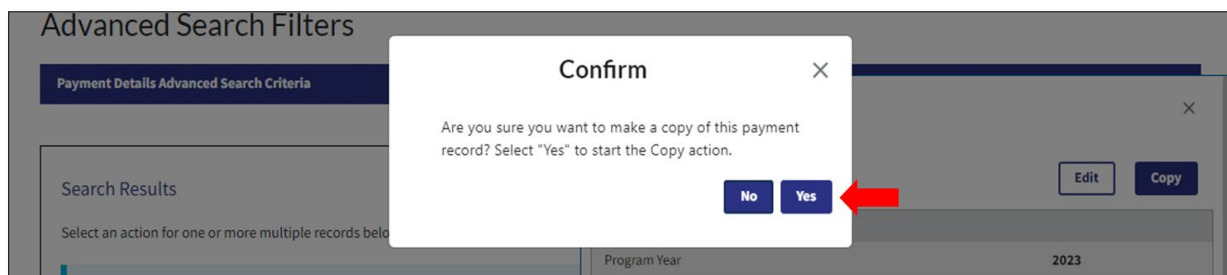 Advanced Search Filters
Payment Details Advanced Search Criteria
Confirm
Are you sure you want to make a copy of this payment
record? Select "Yes" to start the Copy action.
No Yes
Edit Copy
Search Results
Select an action for one or more multiple records belo
Program Year 2023